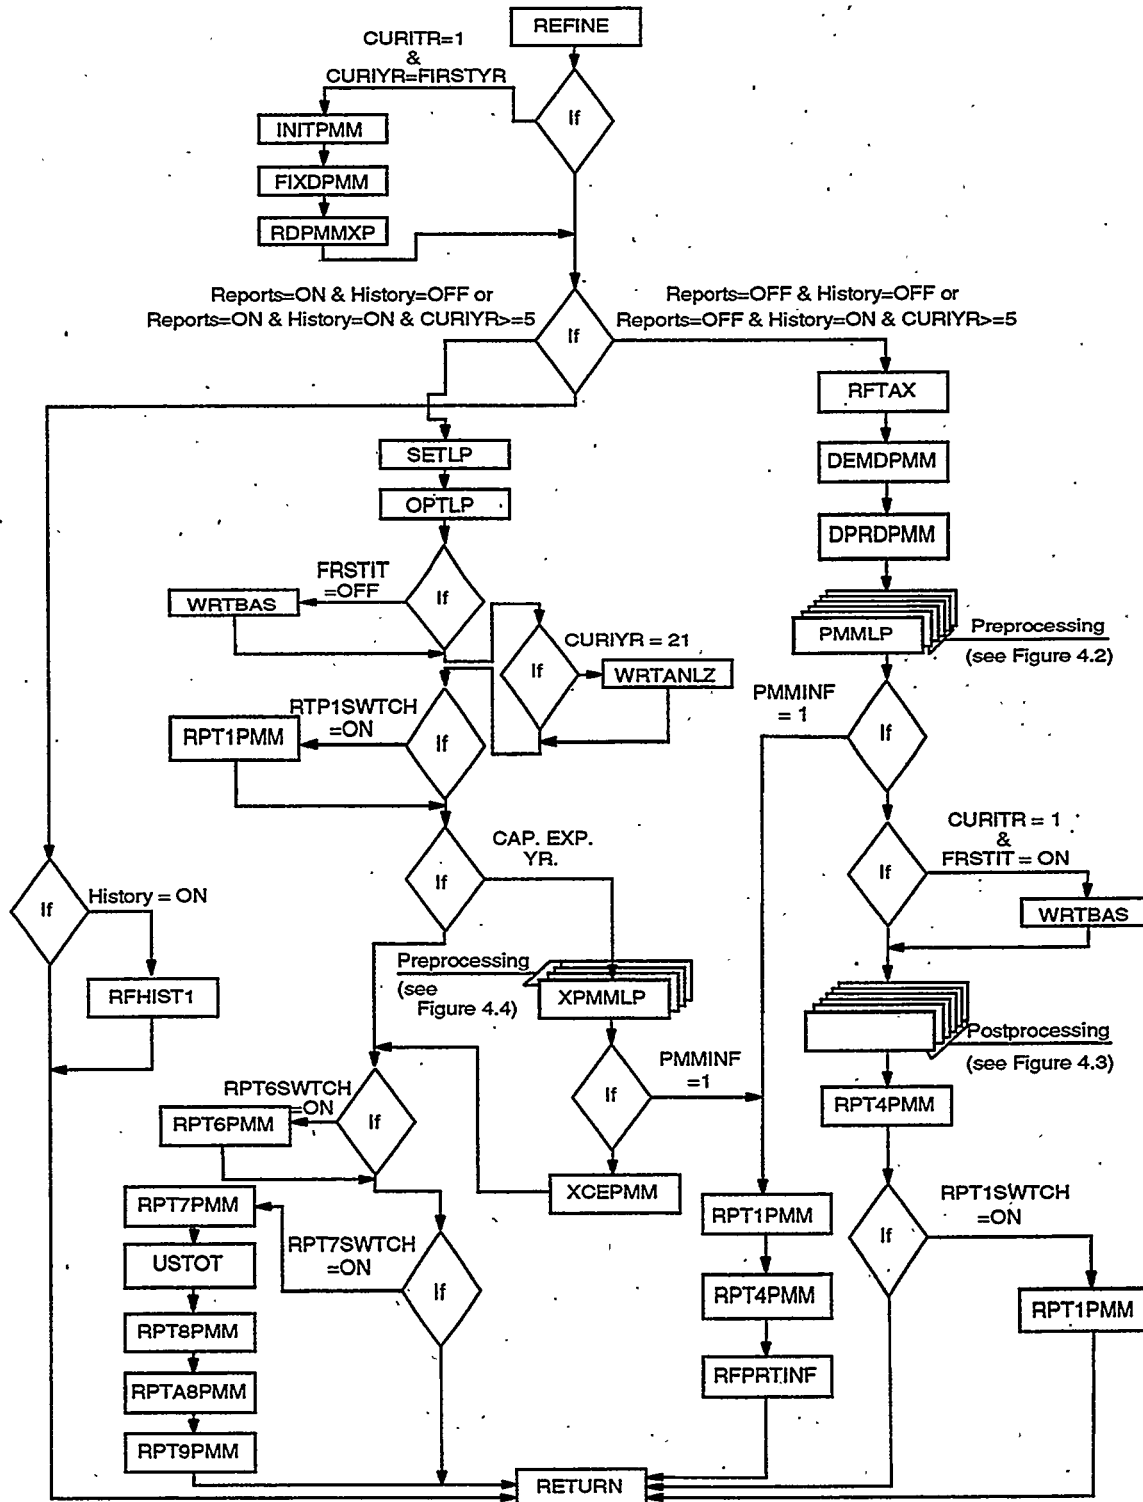 REFINE
CURITR=1
&
CURIYR=FIRSTYR
If
INITPMM
FIXDPMM
RDPMMXP
Reports=ON & History=OFF or
Reports=ON & History=ON & CURIYR>=5
If
Reports=OFF & History=OFF or
Reports=OFF & History=ON & CURIYR>=5
RFTAX
DEMDPMM
DPRDPMM
PMMLP
Preprocessing
(see Figure 4.2)
SETLP
OPTLP
FRSTIT
=OFF
If
WRTBAS
CURIYR = 21
If
WRTANLZ
RTP1SWTCH
=ON
If
RPT1PMM
CAP. EXP.
YR.
If
PMMINF
= 1
If
CURITR = 1
&
FRSTIT = ON
If
WRTBAS
If
History = ON
RFHIST1
Preprocessing
(see
Figure 4.4)
XPMMLP
Postprocessing
(see Figure 4.3)
PMMINF
=1
If
RPT4PMM
RPT6SWTCH
=ON
If
RPT6PMM
XCEPMM
RPT7PMM
USTOT
RPT8PMM
RPTA8PMM
RPT9PMM
RPT7SWTCH
=ON
If
RPT1PMM
RPT4PMM
RFPRTINF
RPT1SWTCH
=ON
If
RPT1PMM
RETURN